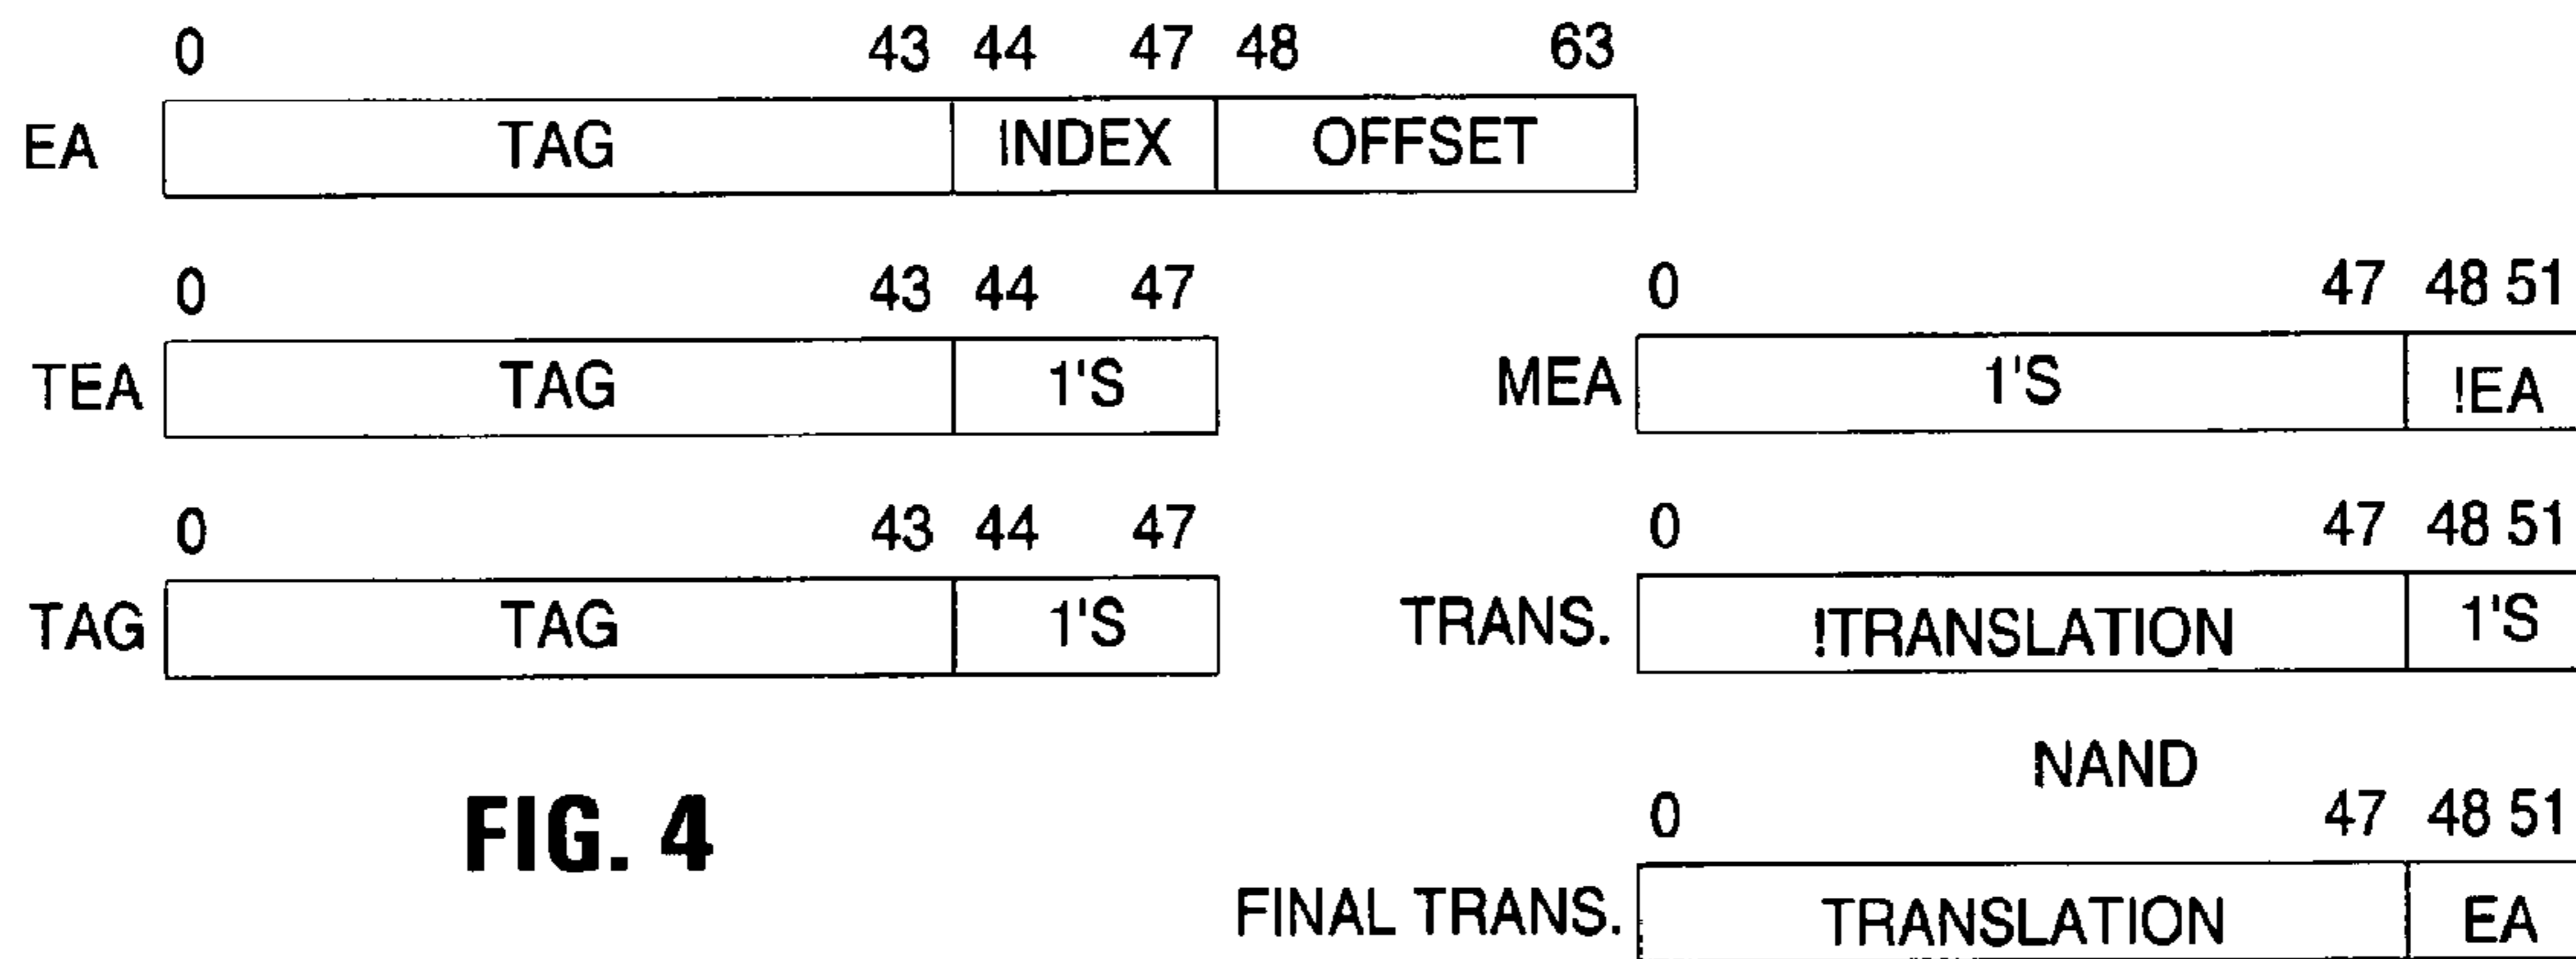 0 43 44 47 48 63
EA TAG INDEX OFFSET
0 43 44 47
TEA TAG 1'S
0 47 48 51
MEA 1'S !EA
0 43 44 47
TAG TAG 1'S
0 47 48 51
TRANS. !TRANSLATION 1'S
NAND
0 47 48 51
FINAL TRANS. TRANSLATION EA
FIG. 4